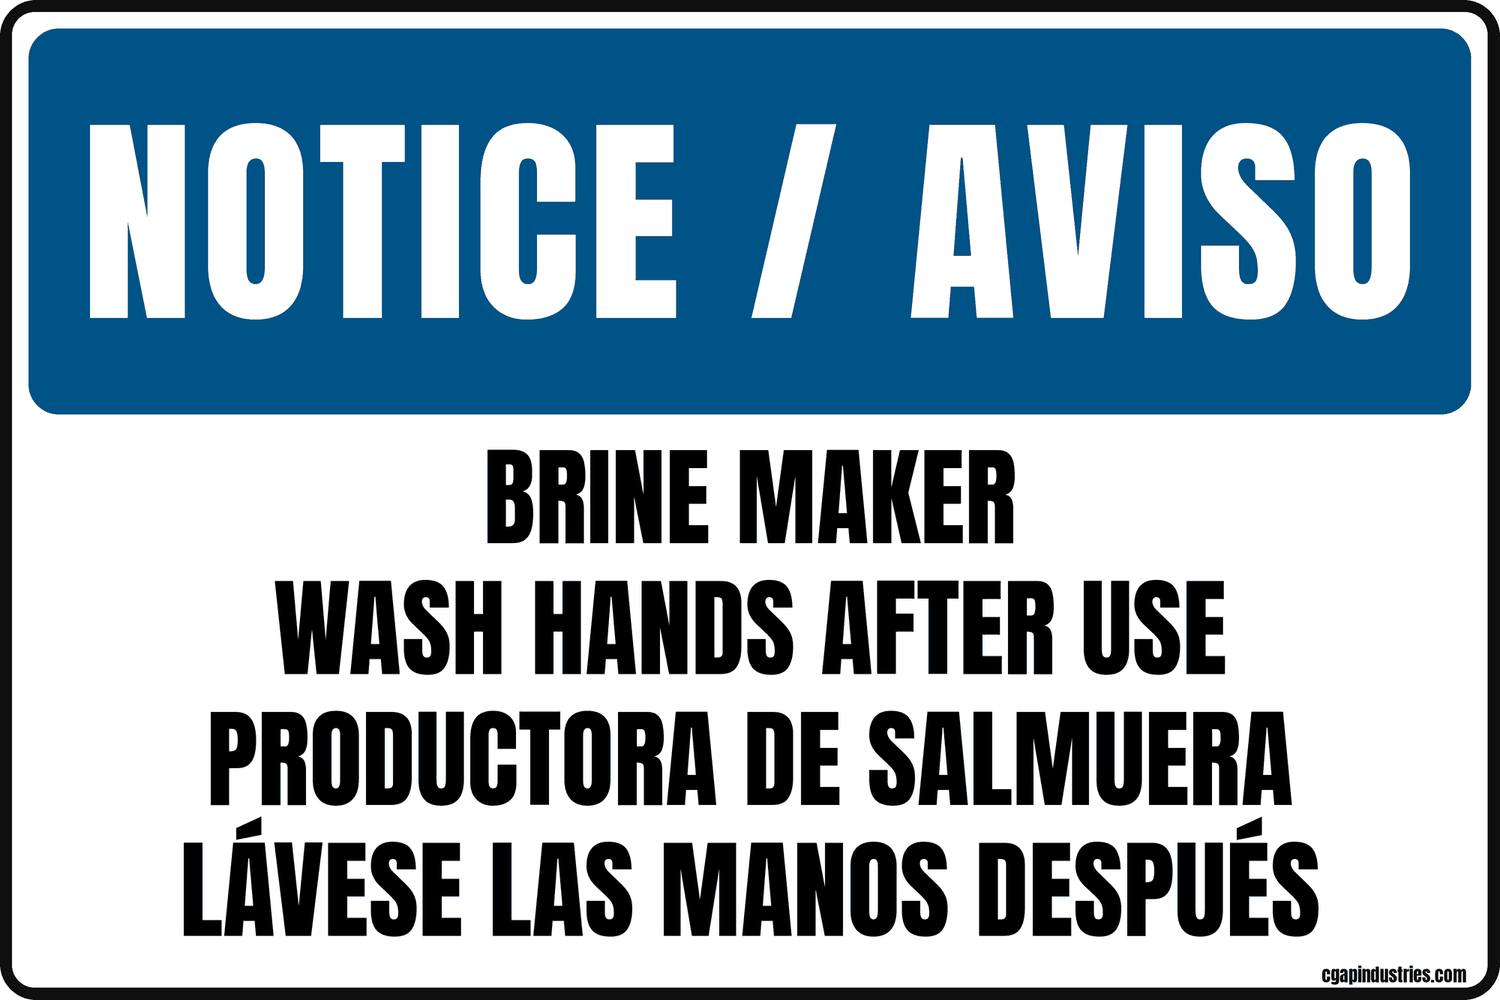 NOTICE / AVISO
BRINE MAKER
WASH HANDS AFTER USE
PRODUCTORA DE SALMUERA
LÁVESE LAS MANOS DESPUÉS
cgapindustries.com